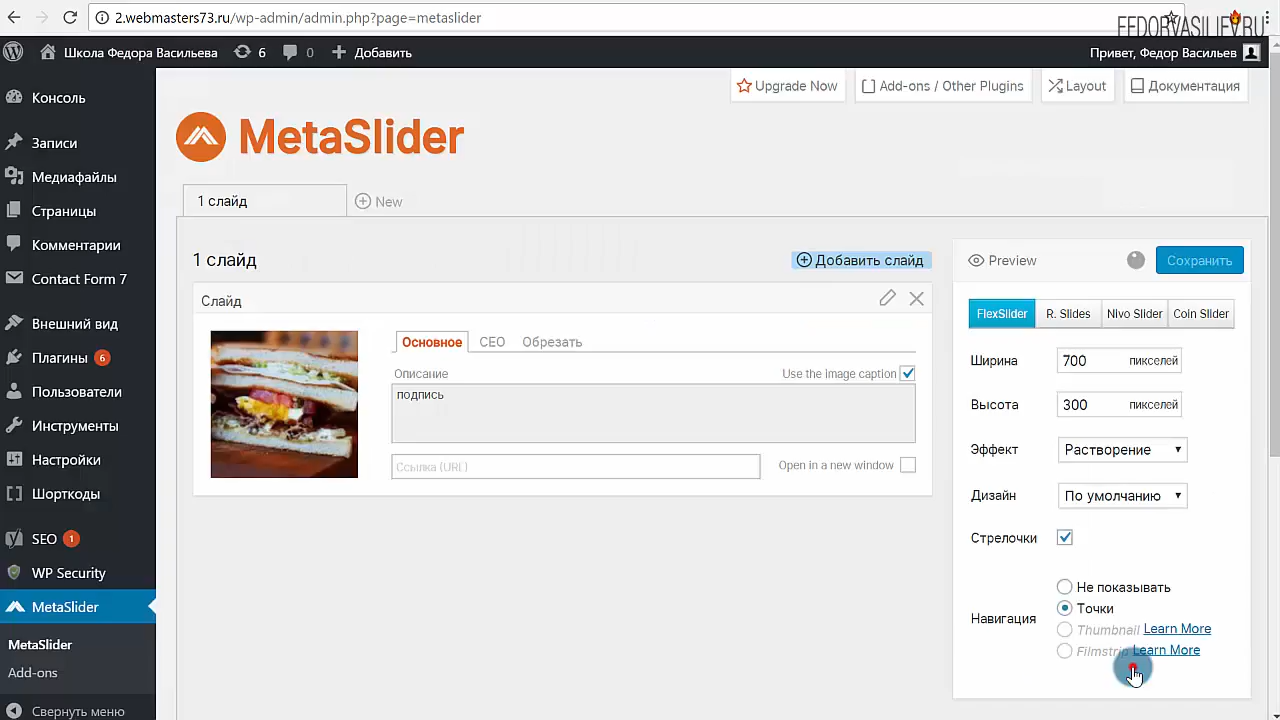 2.webmasters73.ru/wp-admin/admin.php?page=metaslider
FEDORVASILIEV.RU
Школа Федора Васильева
6
0
Добавить
Привет, Федор Васильев
Консоль
Записи
Медиафайлы
Страницы
Комментарии
Contact Form 7
Внешний вид
Плагины 6
Пользователи
Инструменты
Настройки
Шорткоды
SEO 1
WP Security
MetaSlider
MetaSlider
Add-ons
Свернуть меню
Upgrade Now
Add-ons / Other Plugins
Layout
Документация
MetaSlider
1 слайд
New
1 слайд
Добавить слайд
Слайд
Основное
СЕО
Обрезать
Описание
Use the image caption
подпись
Ссылка (URL)
Open in a new window
Preview
Сохранить
FlexSlider
R. Slides
Nivo Slider
Coin Slider
Ширина
700 пикселей
Высота
300 пикселей
Эффект
Растворение
Дизайн
По умолчанию
Стрелочки
Навигация
Не показывать
Точки
Thumbnail Learn More
Filmstrip Learn More